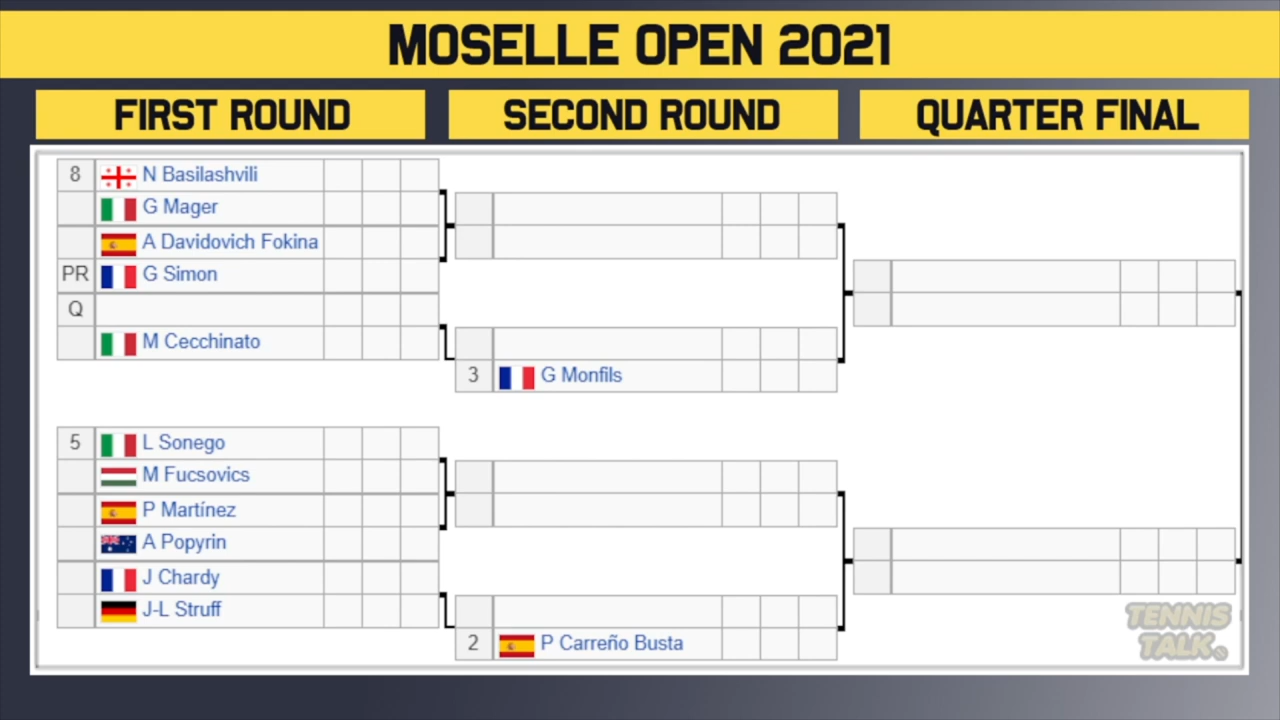 MOSELLE OPEN 2021
FIRST ROUND
SECOND ROUND
QUARTER FINAL
8 N Basilashvili
G Mager
A Davidovich Fokina
PR G Simon
Q
M Cecchinato
3 G Monfils
5 L Sonego
M Fucsovics
P Martínez
A Popyrin
J Chardy
J-L Struff
2 P Carreño Busta
TENNIS
TALK